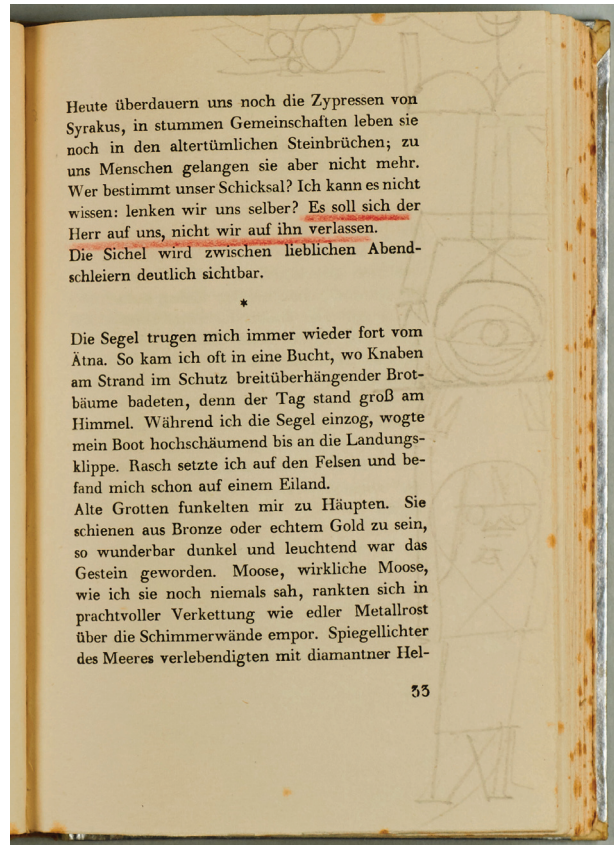 Heute überdauern uns noch die Zypressen von
Syrakus, in stummen Gemeinschaften leben sie
noch in den altertümlichen Steinbrüchen; zu
uns Menschen gelangen sie aber nicht mehr.
Wer bestimmt unser Schicksal? Ich kann es nicht
wissen: lenken wir uns selber? Es soll sich der
Herr auf uns, nicht wir auf ihn verlassen.
Die Sichel wird zwischen lieblichen Abend-
schleiern deutlich sichtbar.
*
Die Segel trugen mich immer wieder fort vom
Ätna. So kam ich oft in eine Bucht, wo Knaben
am Strand im Schutz breitüberhängender Brot-
bäume badeten, denn der Tag stand groß am
Himmel. Während ich die Segel einzog, wogte
mein Boot hochschäumend bis an die Landungs-
klippe. Rasch setzte ich auf den Felsen und be-
fand mich schon auf einem Eiland.
Alte Grotten funkelten mir zu Häupten. Sie
schienen aus Bronze oder echtem Gold zu sein,
so wunderbar dunkel und leuchtend war das
Gestein geworden. Moose, wirkliche Moose,
wie ich sie noch niemals sah, rankten sich in
prachtvoller Verkettung wie edler Metallrost
über die Schimmerwände empor. Spiegellichter
des Meeres verlebendigten mit diamantner Hel-
33